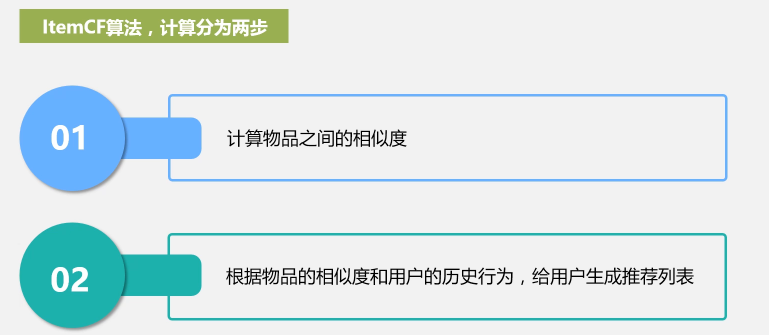 ItemCF算法，计算分为两步
01
计算物品之间的相似度
02
根据物品的相似度和用户的历史行为，给用户生成推荐列表